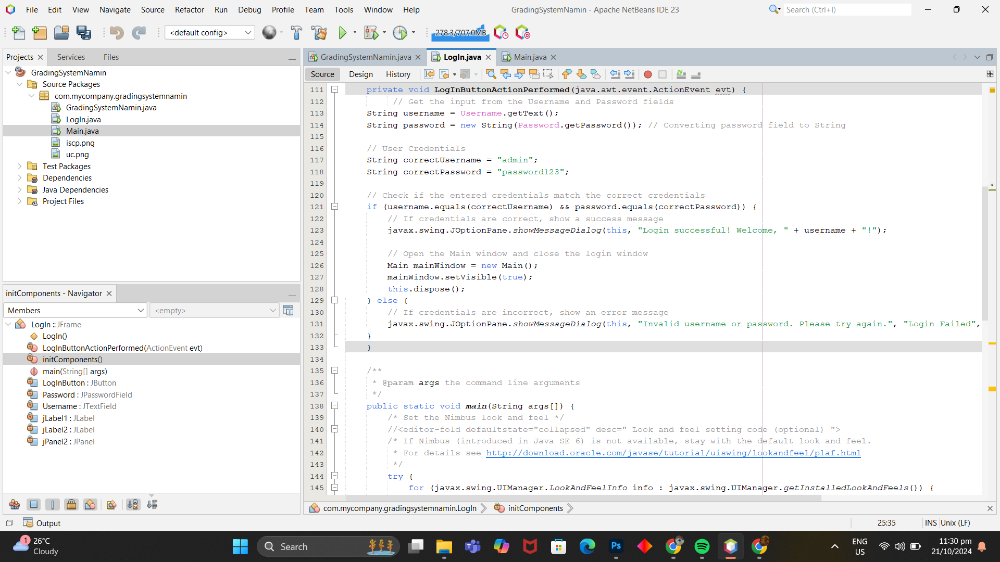 File Edit View Navigate Source Refactor Run Debug Profile Team Tools Window Help
GradingSystemNamin - Apache NetBeans IDE 23
Search (Ctrl+I)
<default config>
278.3/707.0MB
Projects Services Files
GradingSystemNamin
Source Packages
com.mycompany.gradingsystemnamin
GradingSystemNamin.java
LogIn.java
Main.java
iscp.png
uc.png
Test Packages
Dependencies
Java Dependencies
Project Files
initComponents - Navigator
Members <empty>
LogIn :: JFrame
LogIn()
LogInButtonActionPerformed(ActionEvent evt)
initComponents()
main(String[] args)
LogInButton : JButton
Password : JPasswordField
Username : JTextField
jLabel1 : JLabel
jLabel2 : JLabel
jPanel2 : JPanel
GradingSystemNamin.java LogIn.java Main.java
Source Design History
111 private void LogInButtonActionPerformed(java.awt.event.ActionEvent evt) {
112 // Get the input from the Username and Password fields
113 String username = Username.getText();
114 String password = new String(Password.getPassword()); // Converting password field to String
115
116 // User Credentials
117 String correctUsername = "admin";
118 String correctPassword = "password123";
119
120 // Check if the entered credentials match the correct credentials
121 if (username.equals(correctUsername) && password.equals(correctPassword)) {
122 // If credentials are correct, show a success message
123 javax.swing.JOptionPane.showMessageDialog(this, "Login successful! Welcome, " + username + "!");
124
125 // Open the Main window and close the login window
126 Main mainWindow = new Main();
127 mainWindow.setVisible(true);
128 this.dispose();
129 } else {
130 // If credentials are incorrect, show an error message
131 javax.swing.JOptionPane.showMessageDialog(this, "Invalid username or password. Please try again.", "Login Failed",
132 }
133 }
134
135 /**
136 * @param args the command line arguments
137 */
138 public static void main(String args[]) {
139 /* Set the Nimbus look and feel */
140 //<editor-fold defaultstate="collapsed" desc=" Look and feel setting code (optional) ">
141 /* If Nimbus (introduced in Java SE 6) is not available, stay with the default look and feel.
142 * For details see http://download.oracle.com/javase/tutorial/uiswing/lookandfeel/plaf.html
143 */
144 try {
145 for (javax.swing.UIManager.LookAndFeelInfo info : javax.swing.UIManager.getInstalledLookAndFeels()) {
com.mycompany.gradingsystemnamin.LogIn initComponents
Output
25:35 INS Unix (LF)
1
26°C
Cloudy
Search
Ps
ENG
US
11:30 pm
21/10/2024